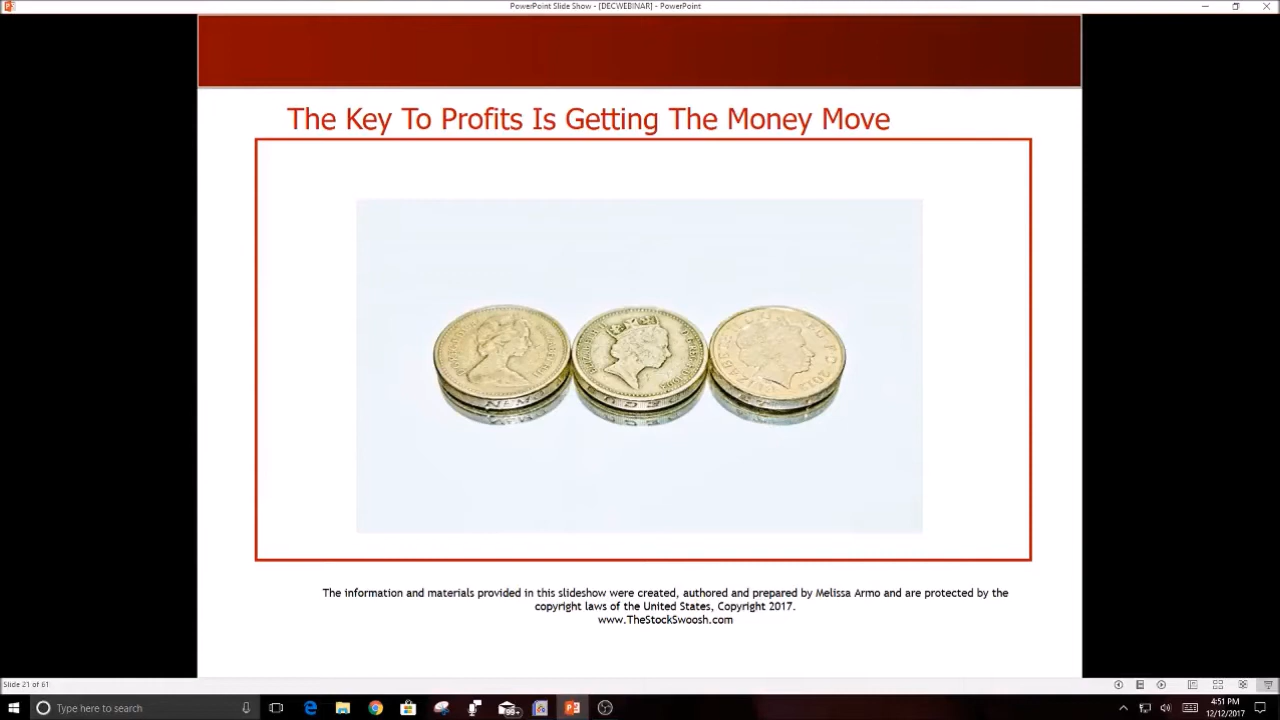 PowerPoint Slide Show - [DECWEBINAR] - PowerPoint
The Key To Profits Is Getting The Money Move
The information and materials provided in this slideshow were created, authored and prepared by Melissa Armo and are protected by the
copyright laws of the United States, Copyright 2017.
www.TheStockSwoosh.com
Slide 21 of 61
Type here to search
4:51 PM
12/12/2017